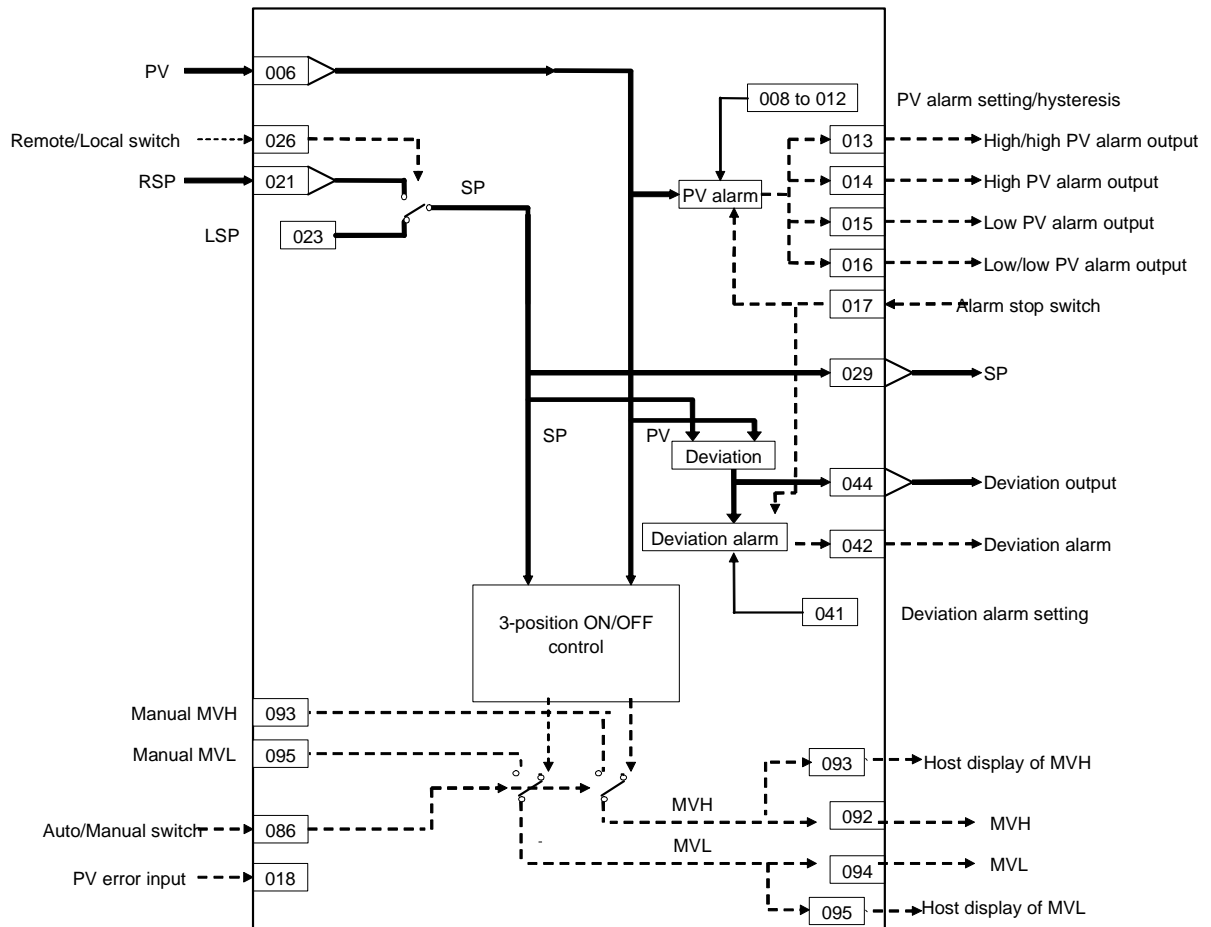 PV
006
008 to 012
PV alarm setting/hysteresis
Remote/Local switch
026
013
High/high PV alarm output
RSP
021
SP
PV alarm
014
High PV alarm output
LSP
023
015
Low PV alarm output
016
Low/low PV alarm output
017
Alarm stop switch
029
SP
SP
PV
Deviation
044
Deviation output
Deviation alarm
042
Deviation alarm
041
Deviation alarm setting
3-position ON/OFF
control
Manual MVH
093
Manual MVL
095
093
Host display of MVH
MVH
092
MVH
Auto/Manual switch
086
MVL
094
MVL
PV error input
018
095
Host display of MVL